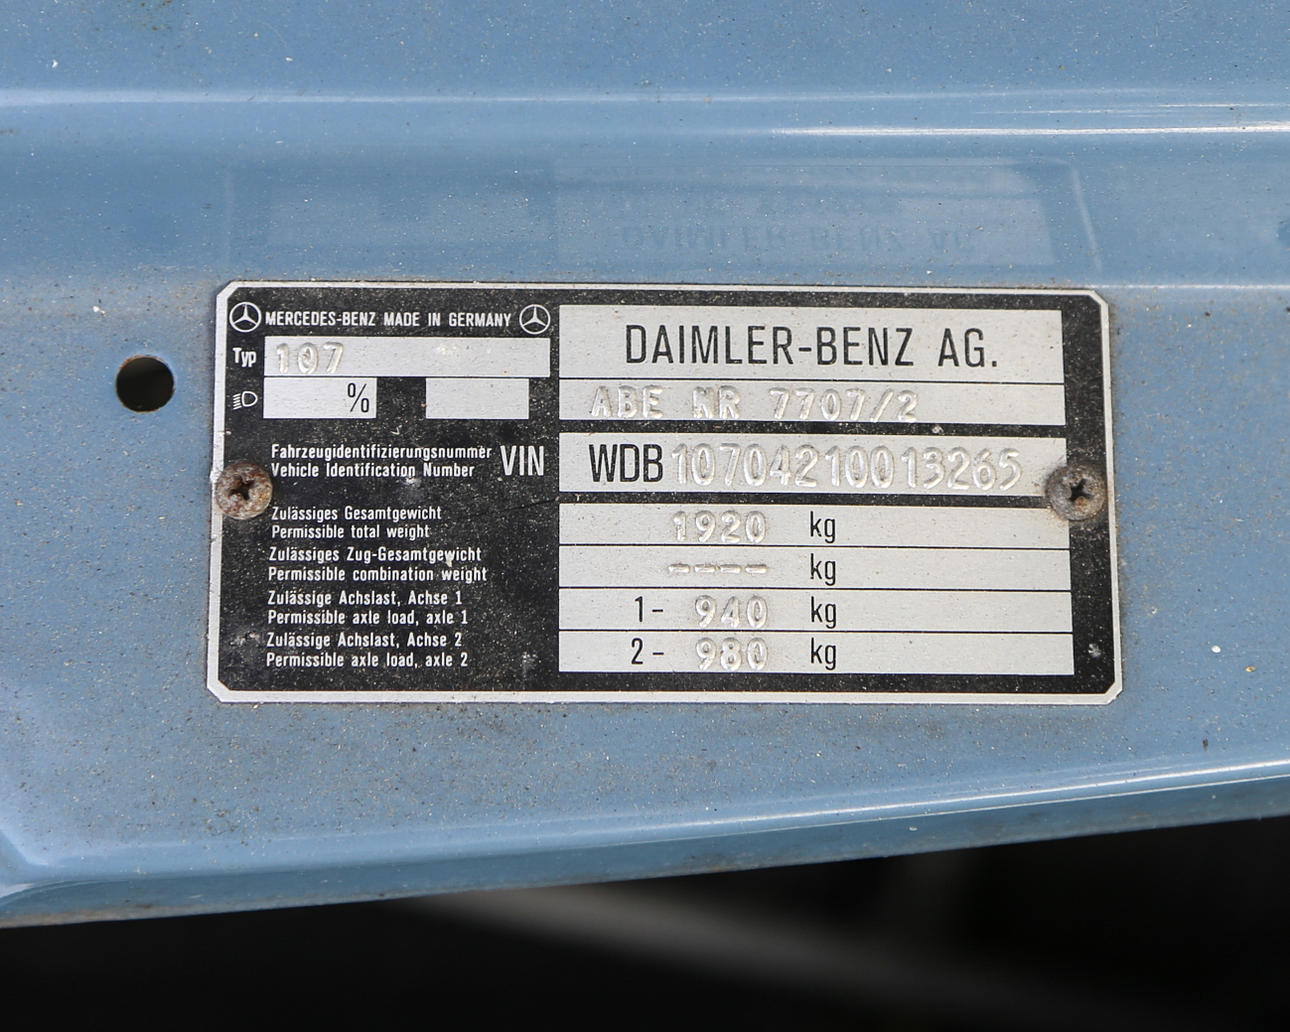 MERCEDES-BENZ MADE IN GERMANY
Typ 107
%
DAIMLER-BENZ AG.
ABE NR 7707/2
Fahrzeugidentifizierungsnummer
Vehicle Identification Number
VIN
WDB 10704210013265
Zulässiges Gesamtgewicht
Permissible total weight
1920 kg
Zulässiges Zug-Gesamtgewicht
Permissible combination weight
---- kg
Zulässige Achslast, Achse 1
Permissible axle load, axle 1
1- 940 kg
Zulässige Achslast, Achse 2
Permissible axle load, axle 2
2- 980 kg